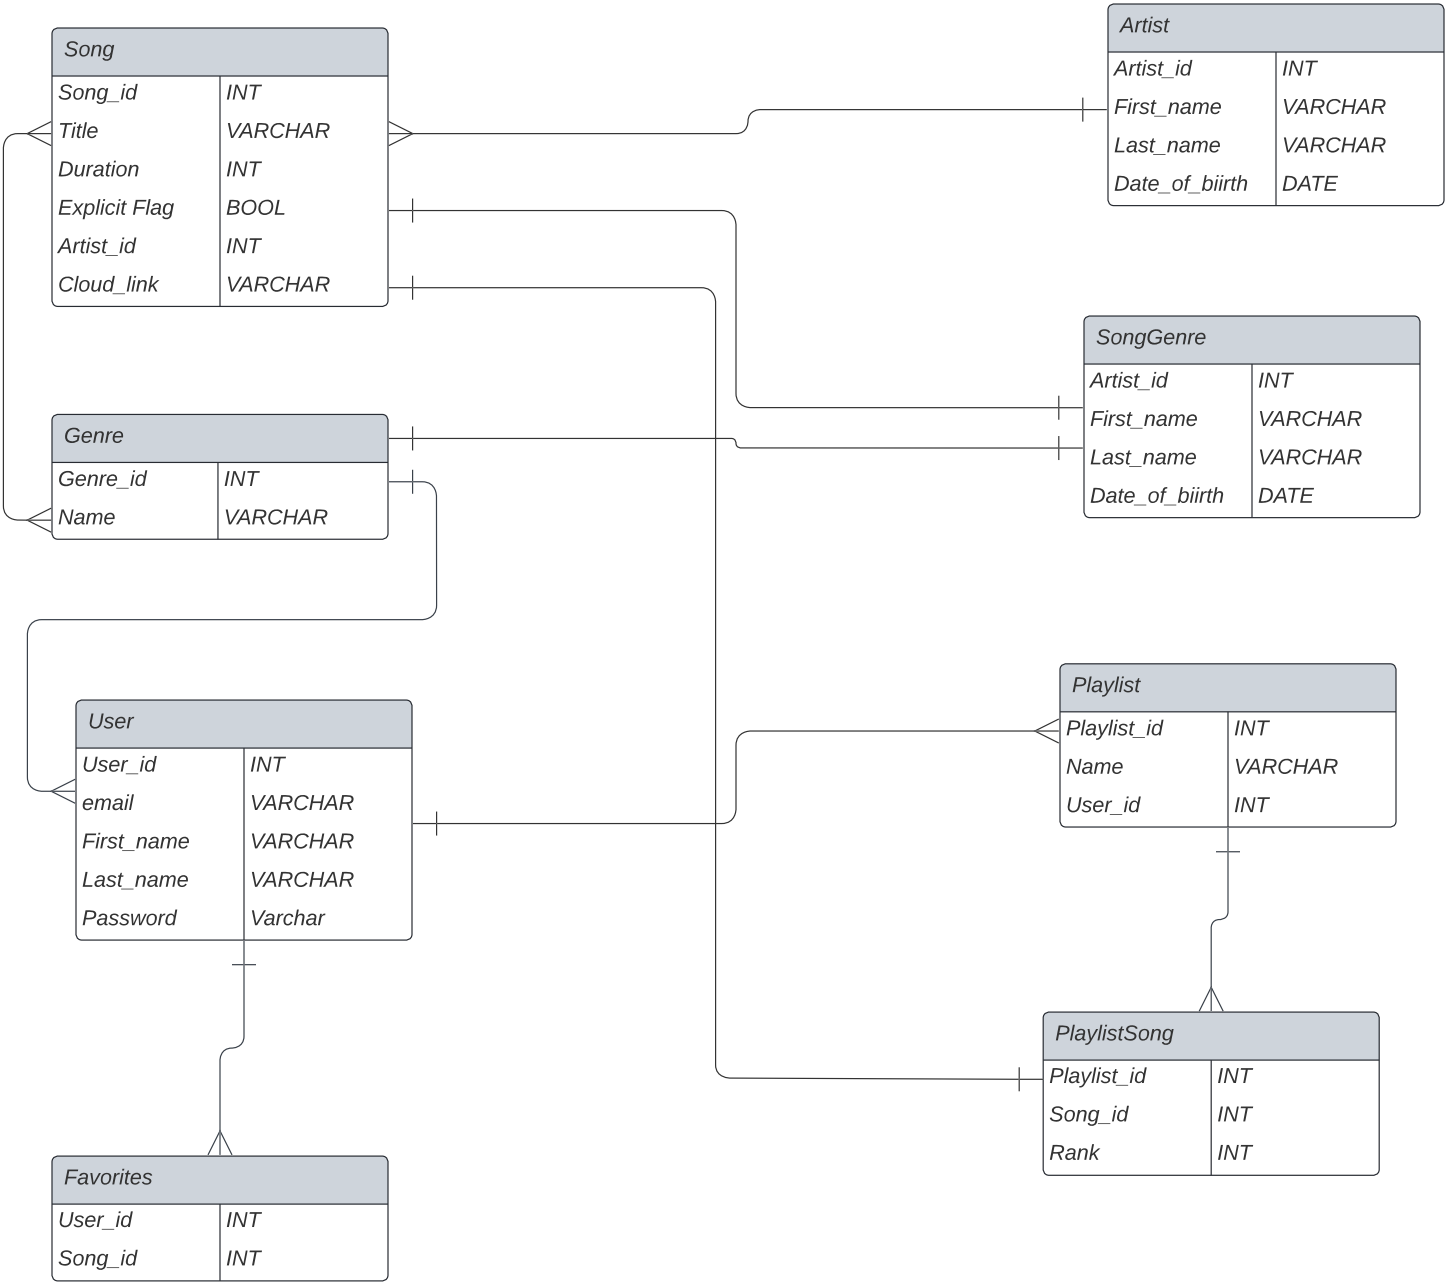 Song
Song_id INT
Title VARCHAR
Duration INT
Explicit Flag BOOL
Artist_id INT
Cloud_link VARCHAR
Artist
Artist_id INT
First_name VARCHAR
Last_name VARCHAR
Date_of_biirth DATE
SongGenre
Artist_id INT
First_name VARCHAR
Last_name VARCHAR
Date_of_biirth DATE
Genre
Genre_id INT
Name VARCHAR
User
User_id INT
email VARCHAR
First_name VARCHAR
Last_name VARCHAR
Password Varchar
Playlist
Playlist_id INT
Name VARCHAR
User_id INT
PlaylistSong
Playlist_id INT
Song_id INT
Rank INT
Favorites
User_id INT
Song_id INT